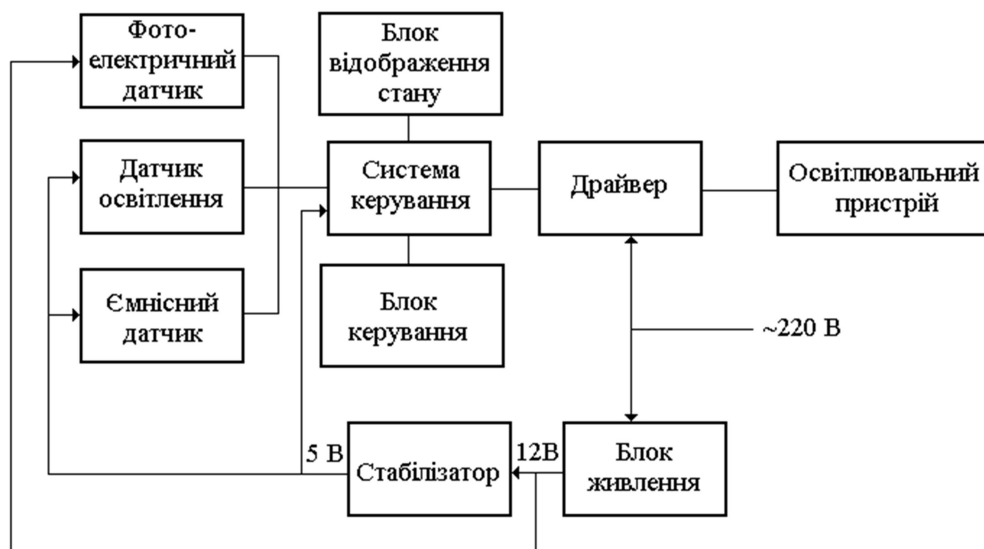 Фото-
електричний
датчик
Блок
відображення
стану
Датчик
освітлення
Система
керування
Драйвер
Освітлювальний
пристрій
Ємнісний
датчик
Блок
керування
~220 В
5 В
Стабілізатор
12В
Блок
живлення